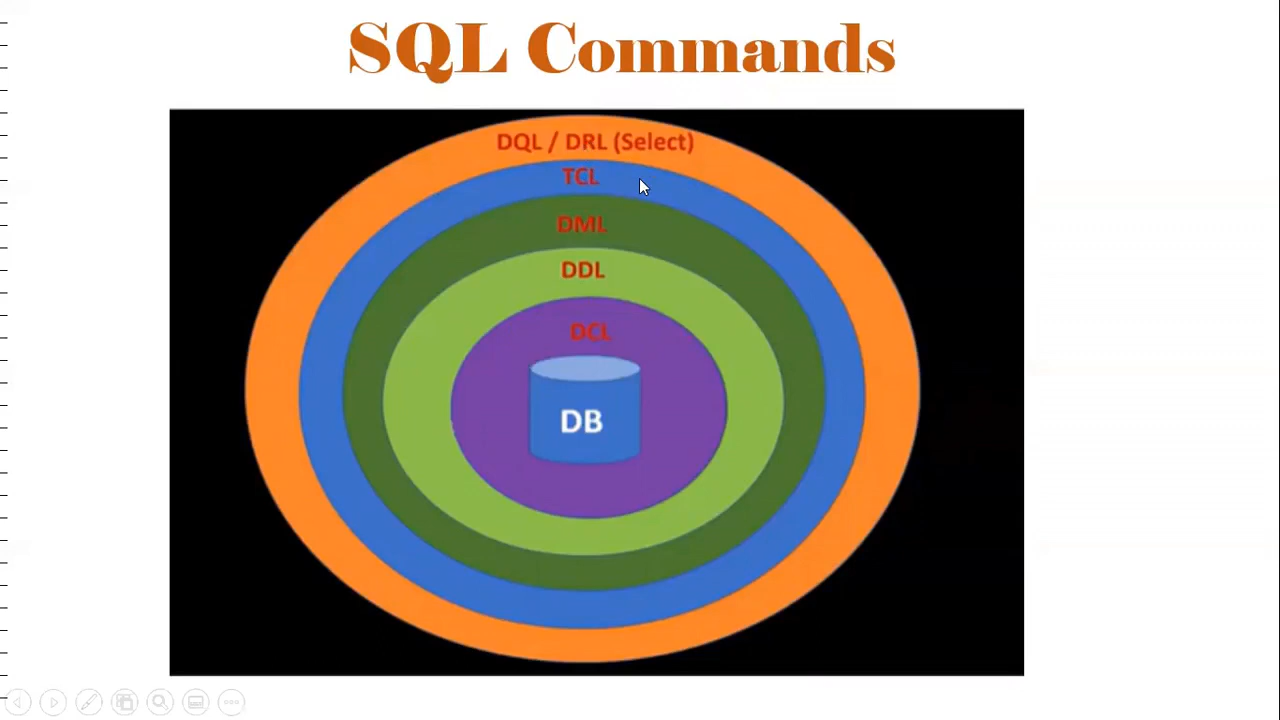 SQL Commands
DQL / DRL (Select)
TCL
DML
DDL
DCL
DB